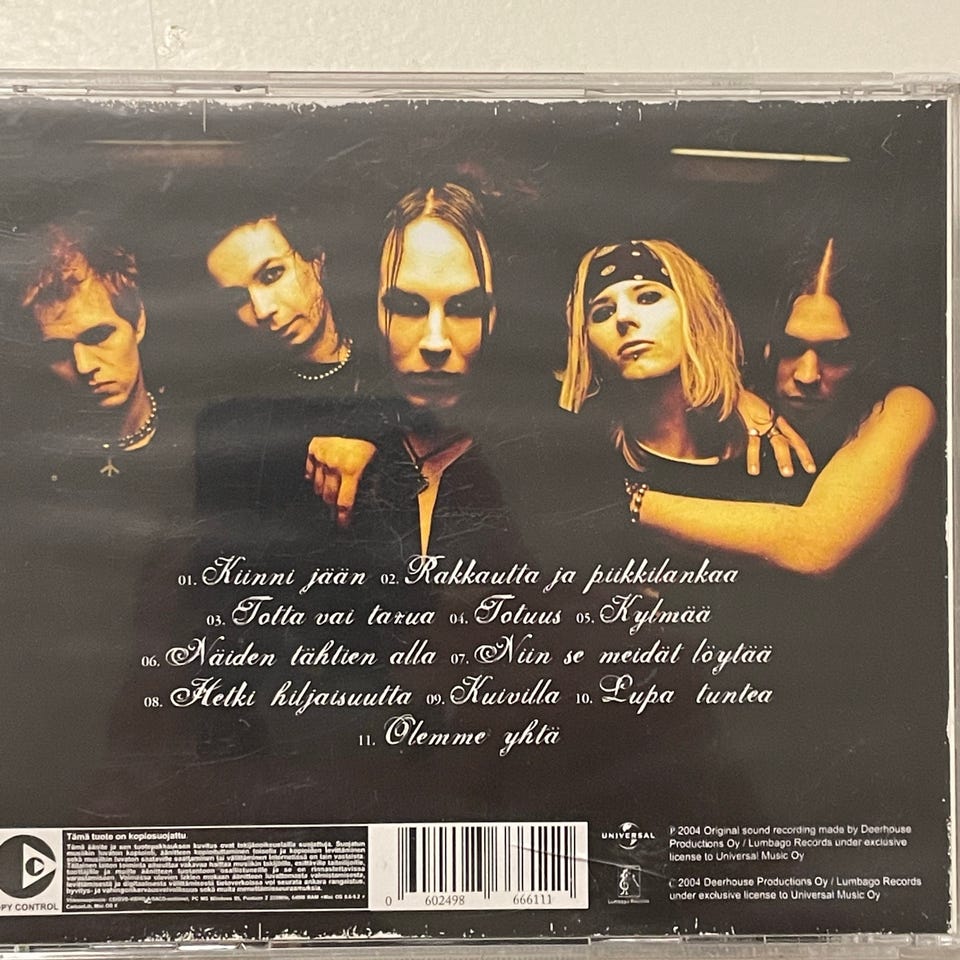 01. Kiinni jään 02. Rakkautta ja piikkilankaa
03. Totta vai tarua 04. Totuus 05. Kylmää
06. Näiden tähtien alla 07. Niin se meidät löytää
08. Hetki hiljaisuutta 09. Kuivilla 10. Lupa tuntea
11. Olemme yhtä
Tämä tuote on kopiosuojattu
PY CONTROL
0 602498 666111
UNIVERSAL
Lumbago Records
℗ 2004 Original sound recording made by Deerhouse
Productions Oy / Lumbago Records under exclusive
license to Universal Music Oy
© 2004 Deerhouse Productions Oy / Lumbago Records
under exclusive license to Universal Music Oy